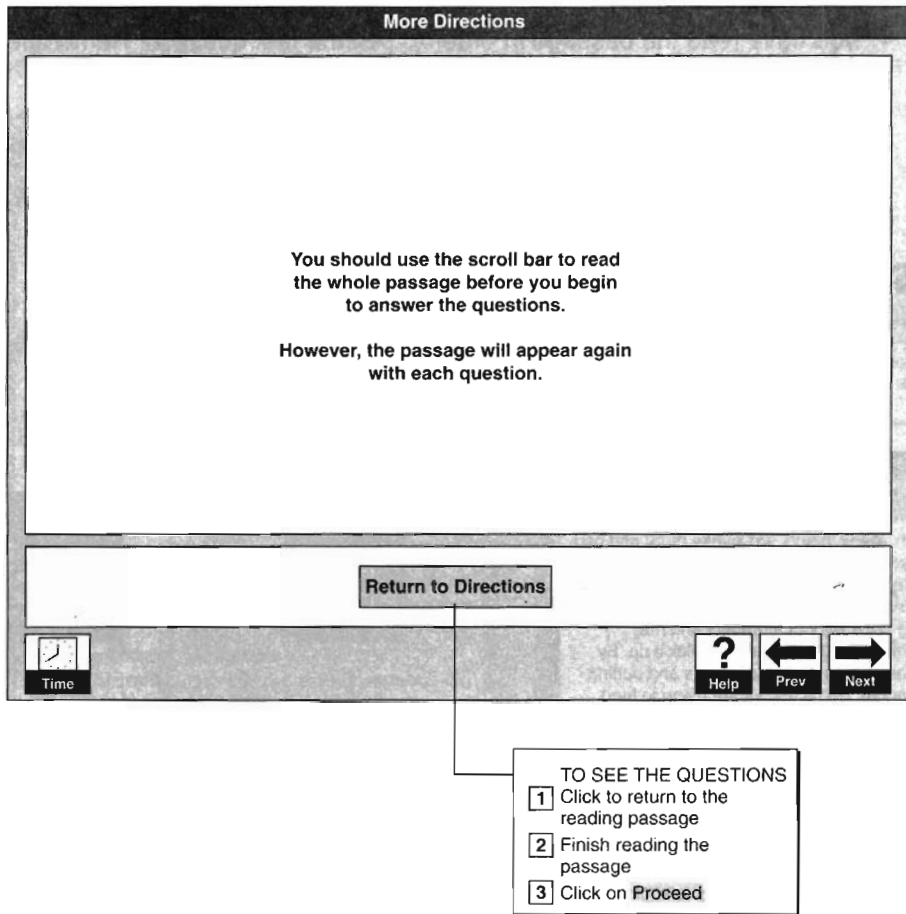 More Directions
You should use the scroll bar to read
the whole passage before you begin
to answer the questions.
However, the passage will appear again
with each question.
Return to Directions
Time
?
Help
Prev
Next
TO SEE THE QUESTIONS
1 Click to return to the
reading passage
2 Finish reading the
passage
3 Click on Proceed